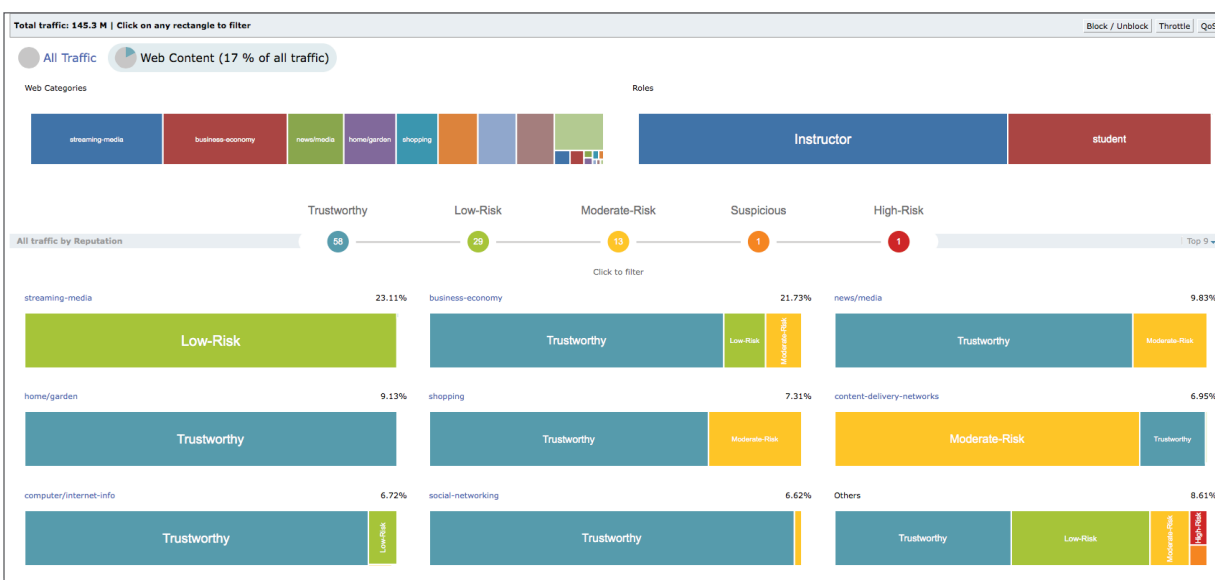 Total traffic: 145.3 M | Click on any rectangle to filter
Block / Unblock Throttle QoS
All Traffic Web Content (17 % of all traffic)
Web Categories Roles
streaming-media business-economy news/media home/garden shopping Instructor student
Trustworthy Low-Risk Moderate-Risk Suspicious High-Risk
All traffic by Reputation 58 29 13 1 1 Top 9
Click to filter
streaming-media 23.11% business-economy 21.73% news/media 9.83%
Low-Risk Trustworthy Low-Risk Moderate-Risk Trustworthy Moderate-Risk
home/garden 9.13% shopping 7.31% content-delivery-networks 6.95%
Trustworthy Trustworthy Moderate-Risk Moderate-Risk Trustworthy
computer/internet-info 6.72% social-networking 6.62% Others 8.61%
Trustworthy Low-Risk Trustworthy Trustworthy Low-Risk Moderate-Risk High-Risk